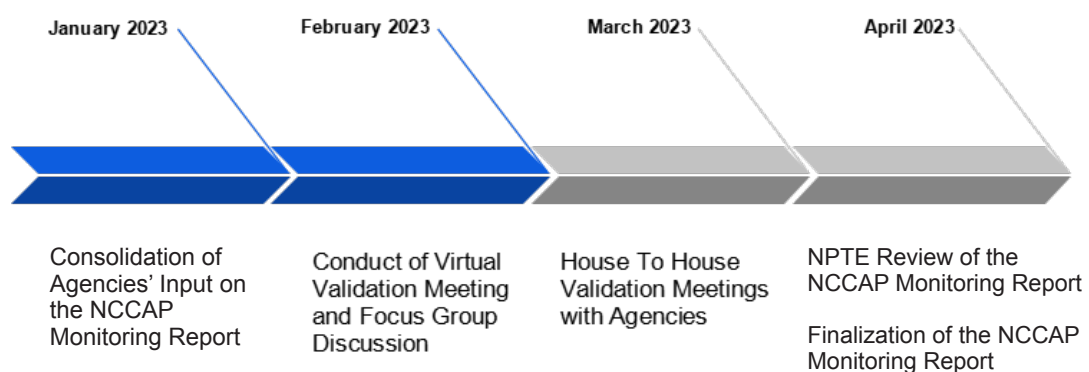 January 2023
February 2023
March 2023
April 2023
Consolidation of
Agencies' Input on
the NCCAP
Monitoring Report
Conduct of Virtual
Validation Meeting
and Focus Group
Discussion
House To House
Validation Meetings
with Agencies
NPTE Review of the
NCCAP Monitoring Report
Finalization of the NCCAP
Monitoring Report